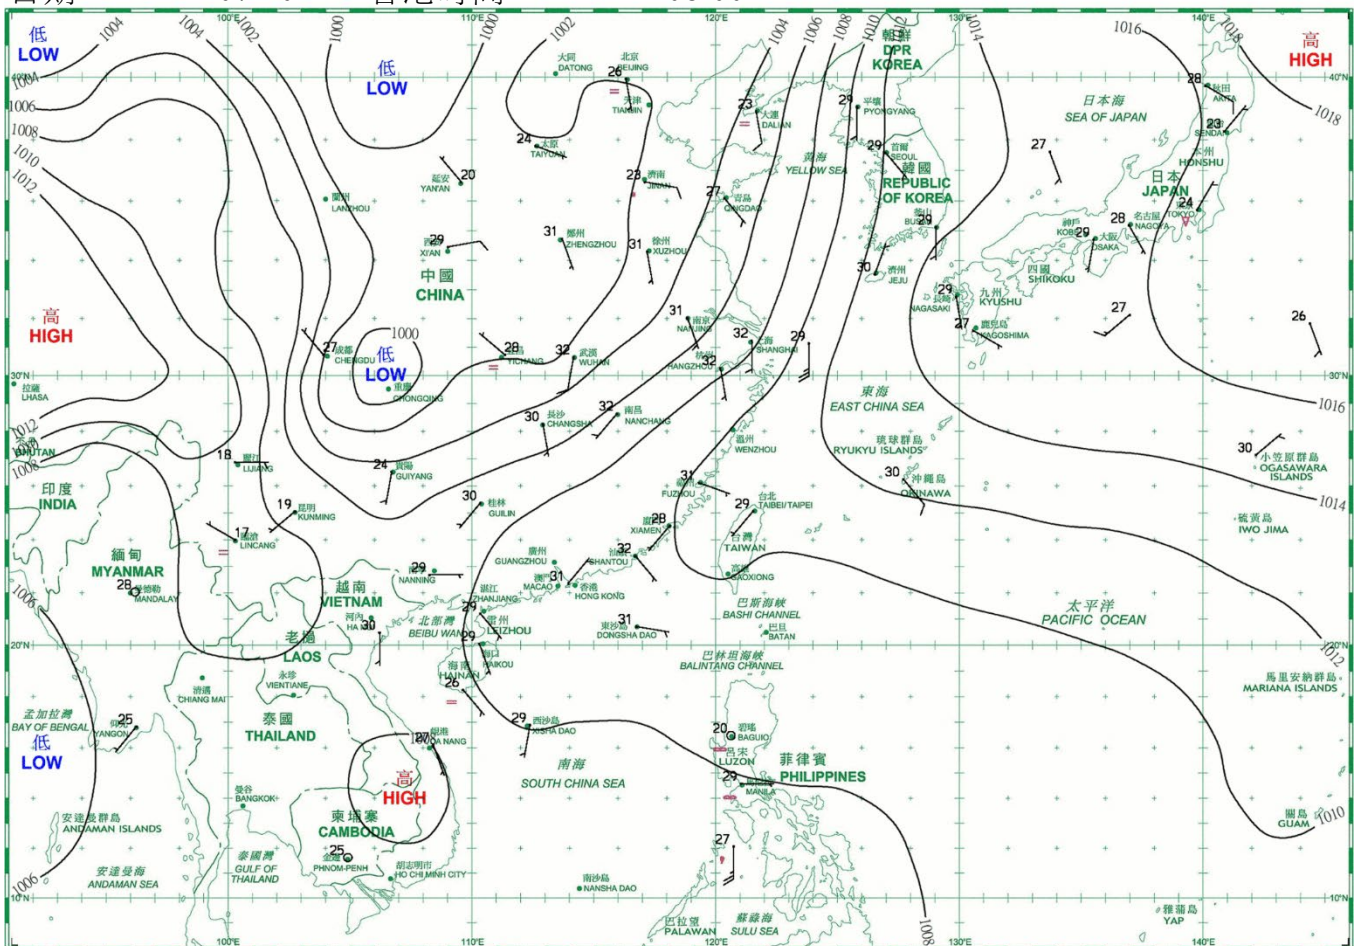 低
LOW
1004
1004
1002
1000
低
LOW
1000
1002
大同
DATONG
26
北京
BEIJING
天津
TIANJIN
1004
1006
1008
1010
1012
朝鮮
DPR
KOREA
1014
130°E
1016
140°E
高
HIGH
1018
40°N
40°N
1004
1006
1008
1010
1012
23
大連
DALIAN
29
平壤
PYONGYANG
日本海
SEA OF JAPAN
28
秋田
AKITA
23
SENDAI
本州
HONSHU
24
太原
TAIYUAN
黃海
YELLOW SEA
29
首爾
SEOUL
韓國
REPUBLIC
OF KOREA
27
日本
JAPAN
延安
YAN'AN
20
23
濟南
JINAN
27
青島
QINGDAO
釜山
BUSAN
29
24
TOKYO
蘭州
LANZHOU
29
XI'AN
31
鄭州
ZHENGZHOU
31
徐州
XUZHOU
神戶
KOBE
29
大阪
OSAKA
28
名古屋
NAGOYA
中國
CHINA
30
濟州
JEJU
四國
SHIKOKU
29
長崎
NAGASAKI
九州
KYUSHU
27
鹿兒島
KAGOSHIMA
27
26
高
HIGH
1000
低
LOW
27
成都
CHENGDU
28
宜昌
YICHANG
32
武漢
WUHAN
31
南京
NANJING
32
上海
SHANGHAI
29
杭州
HANGZHOU
32
30°N
30°N
拉薩
LHASA
重慶
CHONGQING
東海
EAST CHINA SEA
1016
1012
1010
1008
BHUTAN
30
長沙
CHANGSHA
32
南昌
NANCHANG
溫州
WENZHOU
琉球群島
RYUKYU ISLANDS
30
小笠原群島
OGASAWARA
ISLANDS
18
麗江
LIJIANG
24
貴陽
GUIYANG
印度
INDIA
31
FUZHOU
30
沖繩島
OKINAWA
1014
19
昆明
KUNMING
30
桂林
GUILIN
28
XIAMEN
29
台北
TAIBEI/TAIPEI
硫黃島
IWO JIMA
17
臨滄
LINCANG
緬甸
MYANMAR
28
曼德勒
MANDALAY
廣州
GUANGZHOU
32
汕頭
SHANTOU
台灣
TAIWAN
高雄
GAOXIONG
29
NANNING
越南
VIETNAM
湛江
ZHANJIANG
澳門
MACAO
31
香港
HONG KONG
1006
河內
HA NOI
30
北部灣
BEIBU WAN
29
雷州
LEIZHOU
31
東沙島
DONGSHA DAO
巴斯海峽
BASHI CHANNEL
巴旦
BATAN
太平洋
PACIFIC OCEAN
20°N
20°N
老撾
LAOS
29
海口
HAIKOU
海南
HAINAN
巴林坦海峽
BALINTANG CHANNEL
1012
永珍
VIENTIANE
清邁
CHIANG MAI
26
馬里安納群島
MARIANA ISLANDS
孟加拉灣
BAY OF BENGAL
低
LOW
25
仰光
YANGON
泰國
THAILAND
27
峴港
DA NANG
1008
29
西沙島
XISHA DAO
20
碧瑤
BAGUIO
呂宋
LUZON
菲律賓
PHILIPPINES
高
HIGH
南海
SOUTH CHINA SEA
29
馬尼拉
MANILA
曼谷
BANGKOK
安達曼群島
ANDAMAN ISLANDS
柬埔寨
CAMBODIA
關島
GUAM
1010
25
金邊
PHNOM-PENH
胡志明市
HO CHI MINH CITY
泰國灣
GULF OF
THAILAND
27
安達曼海
ANDAMAN SEA
1006
南沙島
NANSHA DAO
10°N
10°N
巴拉望
PALAWAN
蘇祿海
SULU SEA
1008
雅蒲島
YAP
100°E
110°E
120°E
130°E
140°E